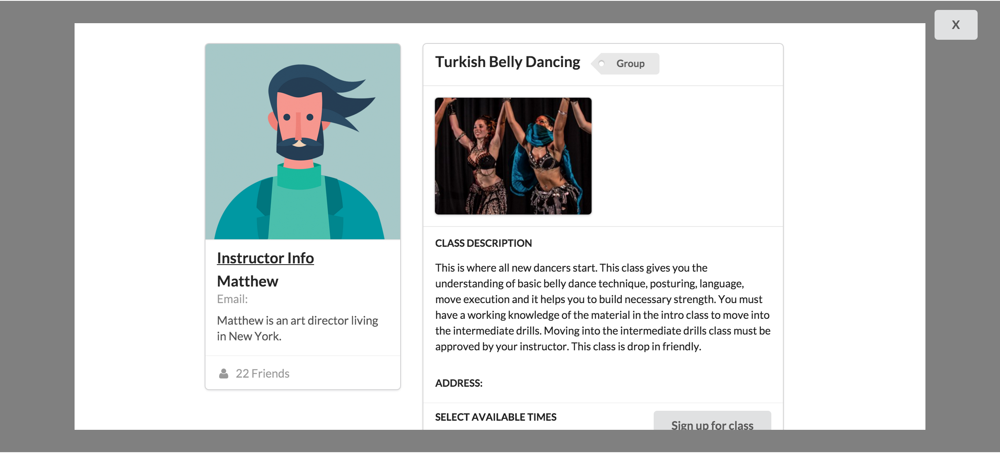 X
Turkish Belly Dancing
Group
Instructor Info
Matthew
Email:
Matthew is an art director living
in New York.
22 Friends
CLASS DESCRIPTION
This is where all new dancers start. This class gives you the
understanding of basic belly dance technique, posturing, language,
move execution and it helps you to build necessary strength. You must
have a working knowledge of the material in the intro class to move into
the intermediate drills. Moving into the intermediate drills class must be
approved by your instructor. This class is drop in friendly.
ADDRESS:
SELECT AVAILABLE TIMES
Sign up for class